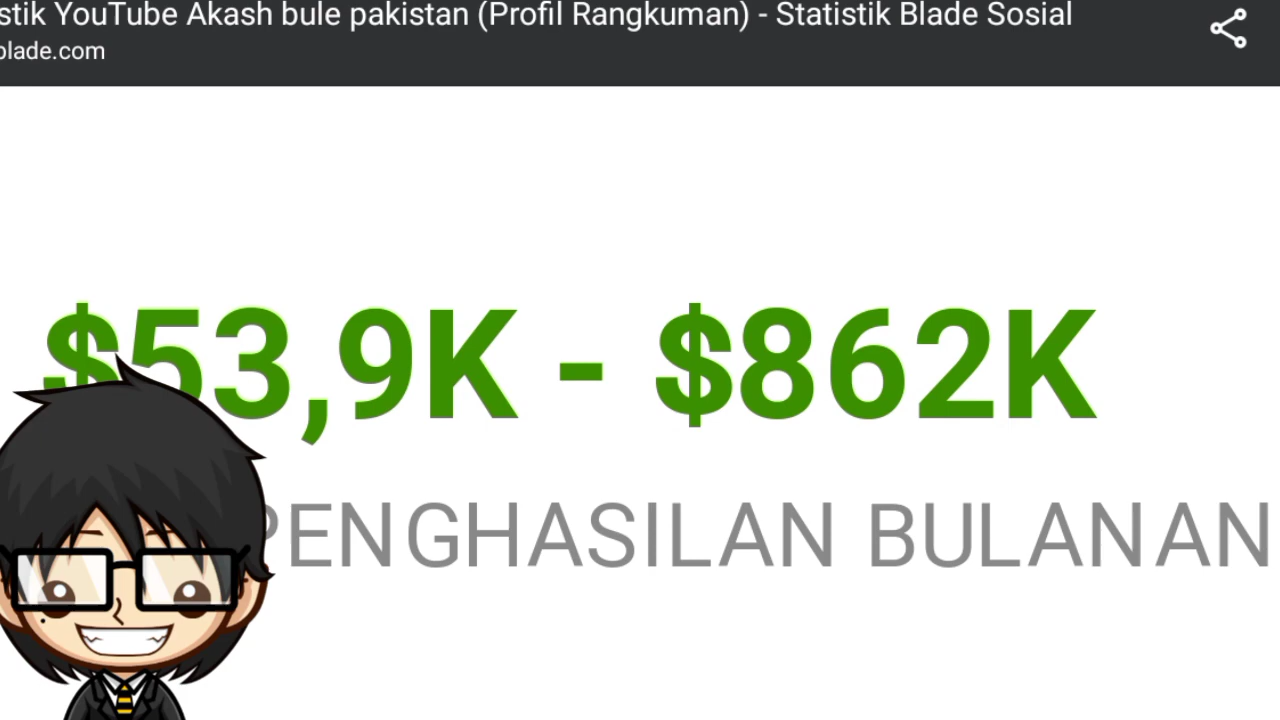 stik YouTube Akash bule pakistan (Profil Rangkuman) - Statistik Blade Sosial
blade.com
$53,9K - $862K
PENGHASILAN BULANAN